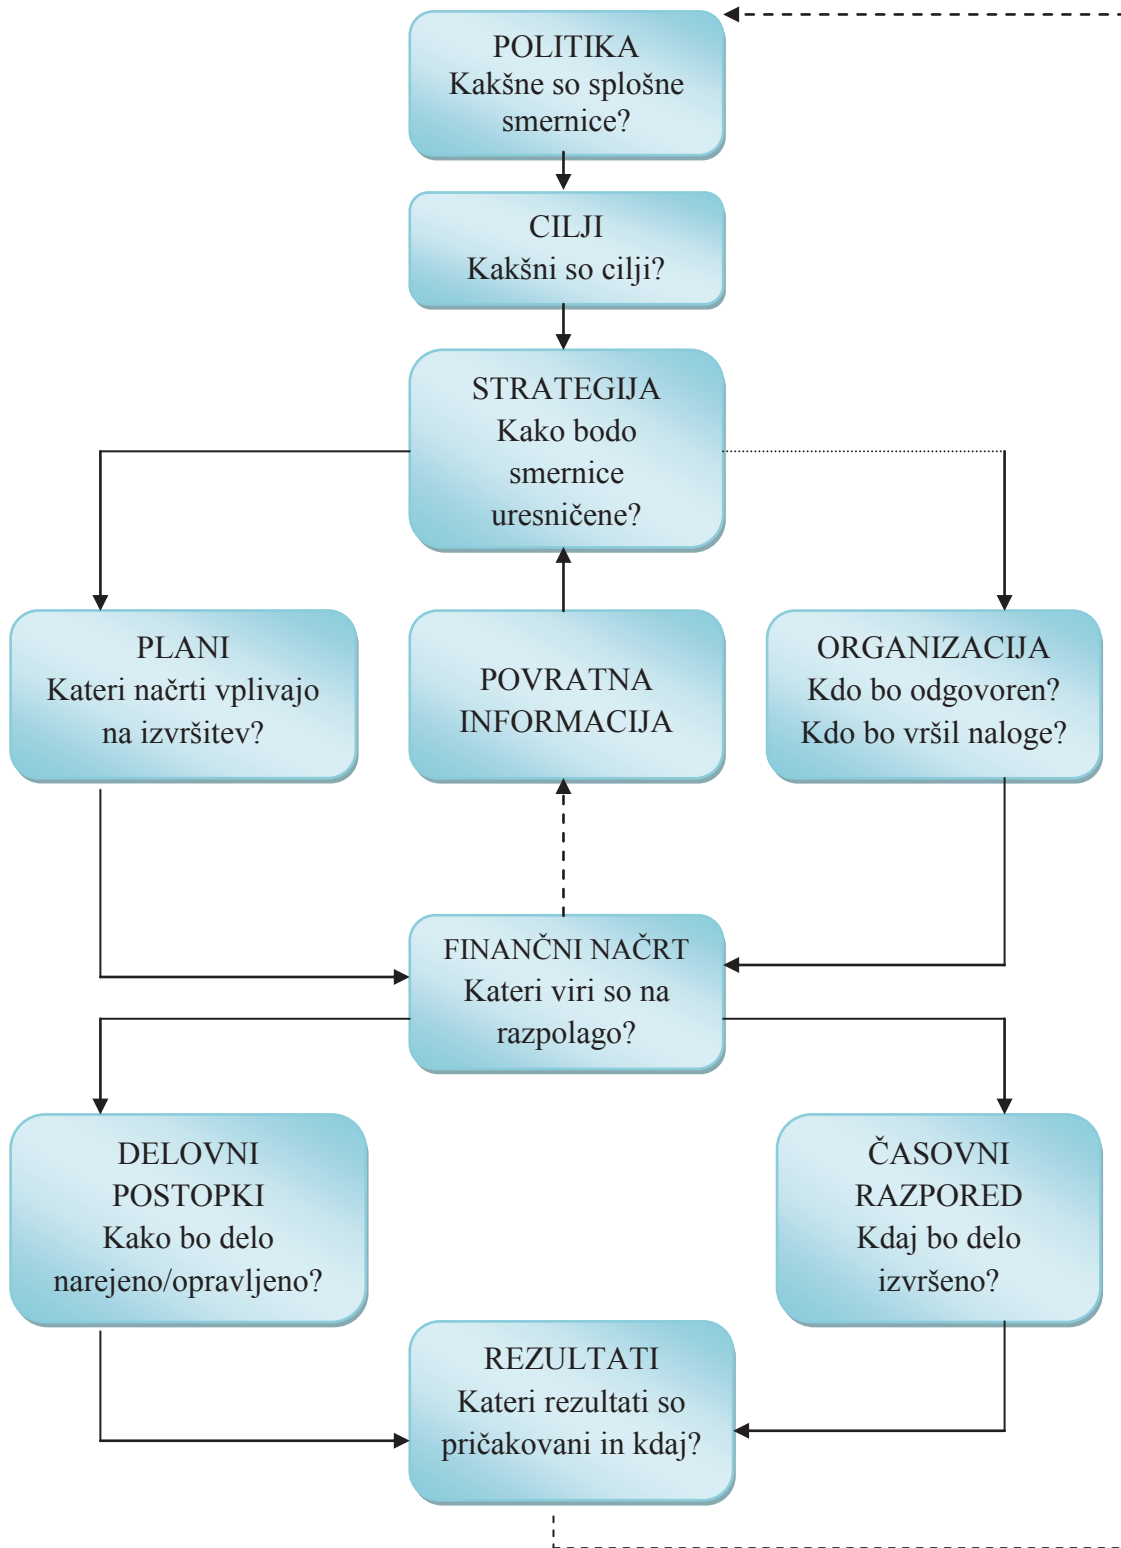 POLITIKA
Kakšne so splošne
smernice?
CILJI
Kakšni so cilji?
STRATEGIJA
Kako bodo
smernice
uresničene?
PLANI
Kateri načrti vplivajo
na izvršitev?
POVRATNA
INFORMACIJA
ORGANIZACIJA
Kdo bo odgovoren?
Kdo bo vršil naloge?
FINANČNI NAČRT
Kateri viri so na
razpolago?
DELOVNI
POSTOPKI
Kako bo delo
narejeno/opravljeno?
ČASOVNI
RAZPORED
Kdaj bo delo
izvršeno?
REZULTATI
Kateri rezultati so
pričakovani in kdaj?